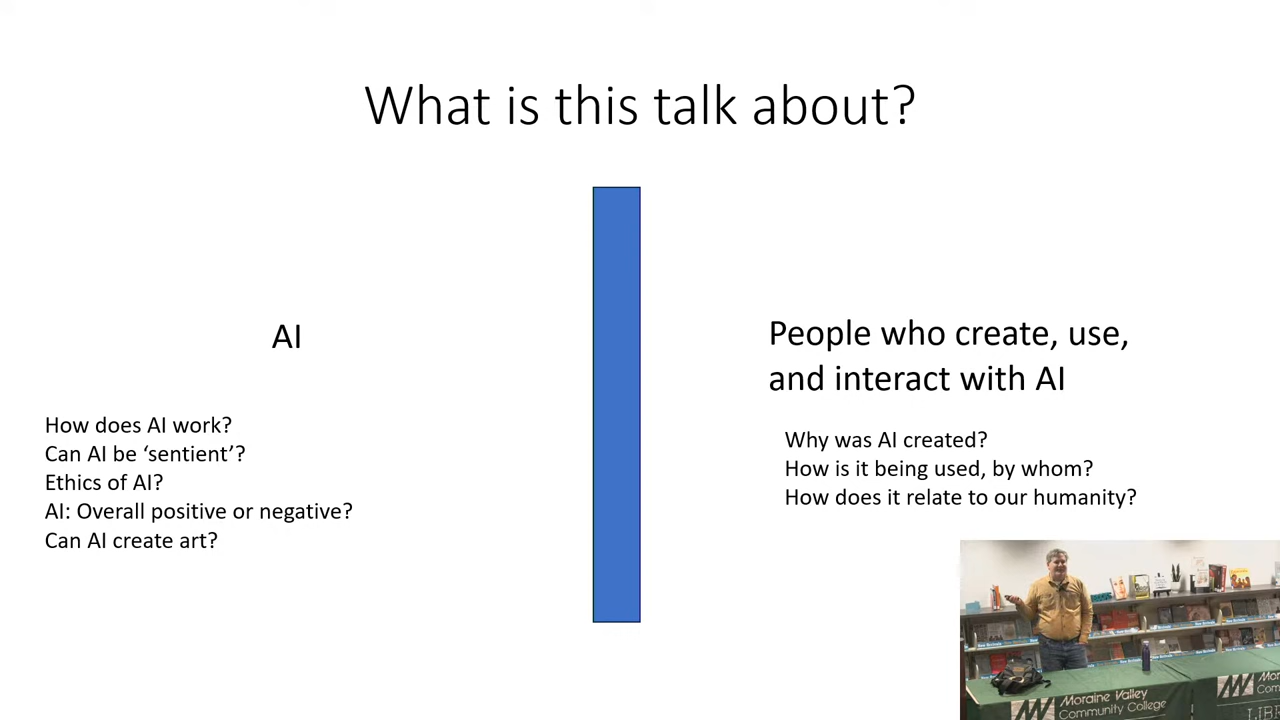 What is this talk about?
AI
How does AI work?
Can AI be ‘sentient’?
Ethics of AI?
AI: Overall positive or negative?
Can AI create art?
People who create, use,
and interact with AI
Why was AI created?
How is it being used, by whom?
How does it relate to our humanity?
Moraine Valley
Community College